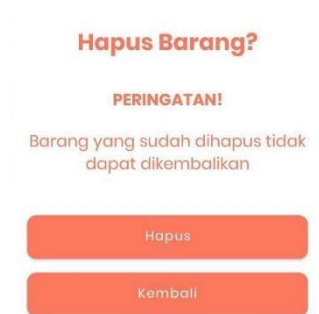 Hapus Barang?
PERINGATAN!
Barang yang sudah dihapus tidak
dapat dikembalikan
Hapus
Kembali